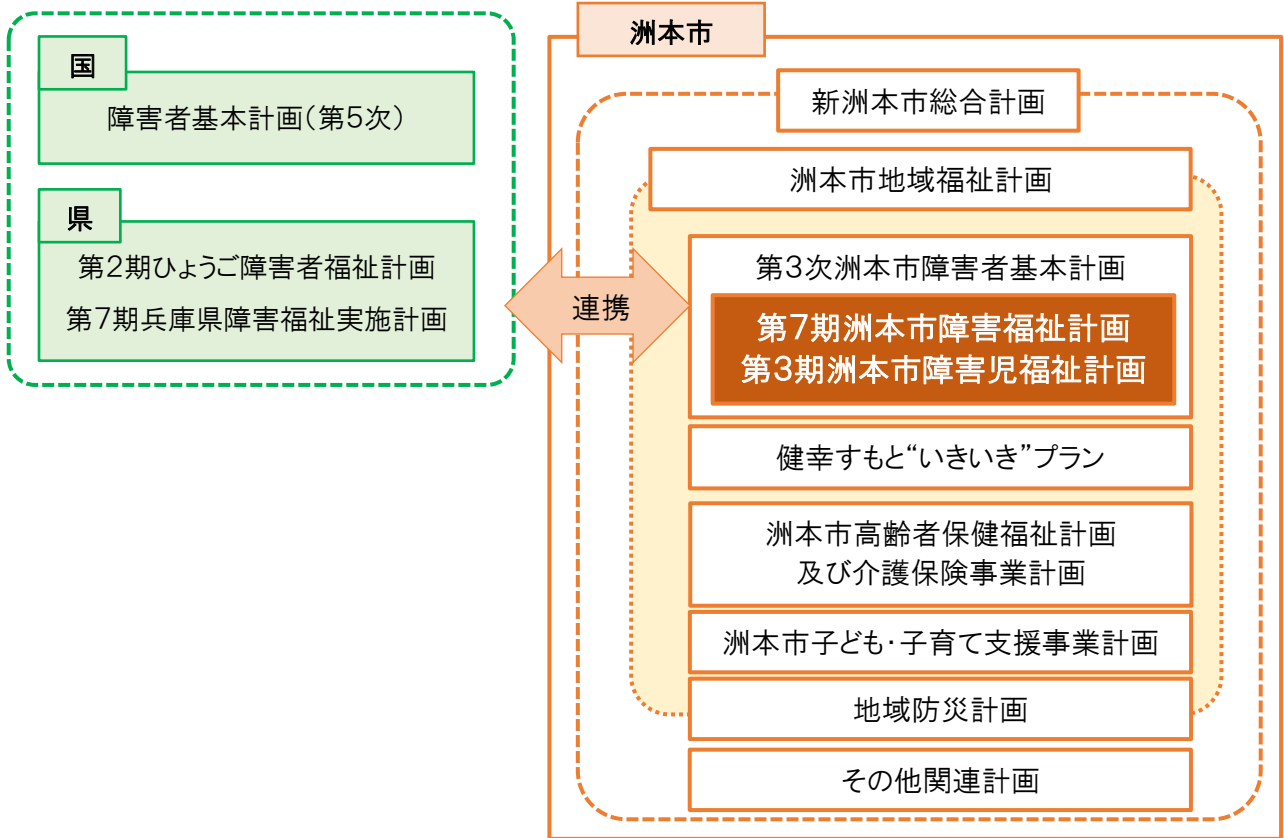 国
障害者基本計画(第5次)
県
第2期ひょうご障害者福祉計画
第7期兵庫県障害福祉実施計画
連携
洲本市
新洲本市総合計画
洲本市地域福祉計画
第3次洲本市障害者基本計画
第7期洲本市障害福祉計画
第3期洲本市障害児福祉計画
健幸すもと“いきいき”プラン
洲本市高齢者保健福祉計画
及び介護保険事業計画
洲本市子ども・子育て支援事業計画
地域防災計画
その他関連計画